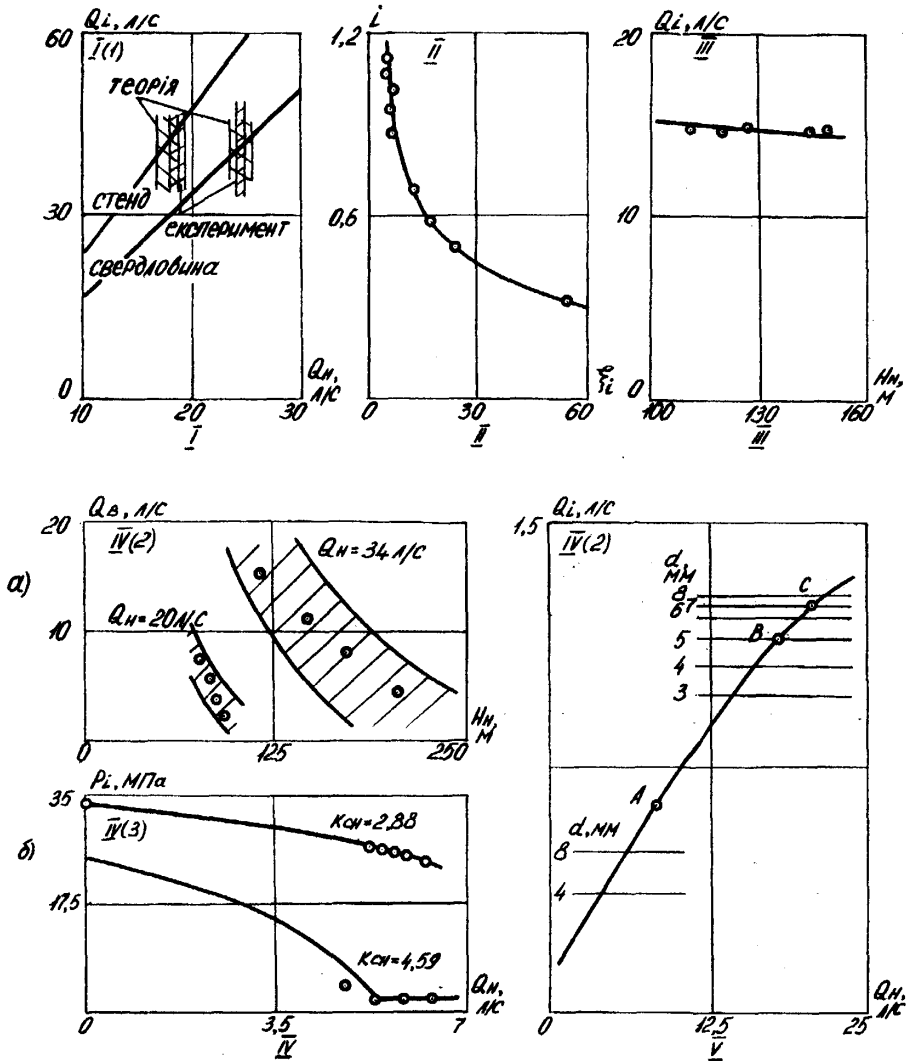 Qi, Л/С
60
I(1)
ТЕОРІЯ
30
СТЕНД
ЕКСПЕРИМЕНТ
СВЕРДЛОВИНА
0
10
20
30
Qн, Л/С
I
i
1,2
II
0,6
0
30
60
ξi
II
Qi, Л/С
20
III
10
0
100
130
160
Hн, М
III
а)
Qв, Л/С
20
IV(2)
Qн=34 Л/С
Qн=20 Л/С
10
0
125
250
Hн, М
б)
Pi, МПа
35
IV(3)
Kсн=2,88
17,5
Kсн=4,59
0
3,5
7
Qн, Л/С
IV
Qi, Л/С
1,5
IV(2)
d, ММ
8
67
5
4
3
C
B
A
d, ММ
8
4
0
12,5
25
Qн, Л/С
V